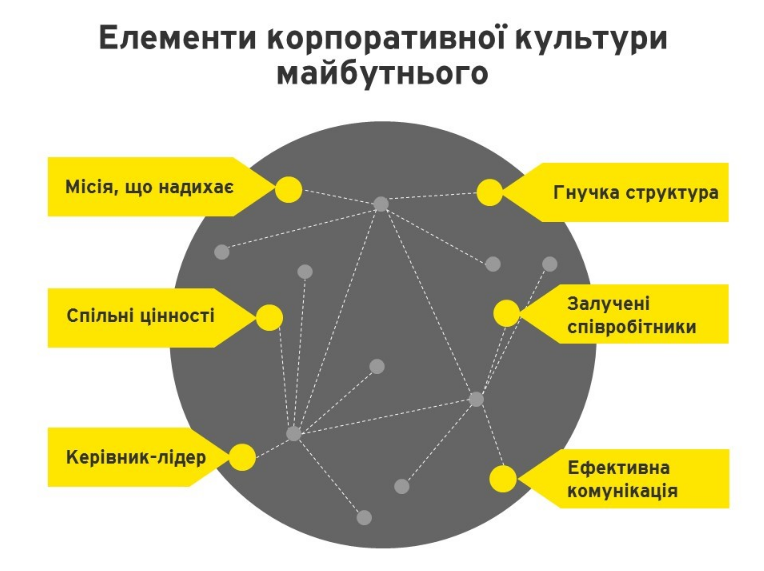 Елементи корпоративної культури
майбутнього
Місія, що надихає
Гнучка структура
Спільні цінності
Залучені
співробітники
Керівник-лідер
Ефективна
комунікація